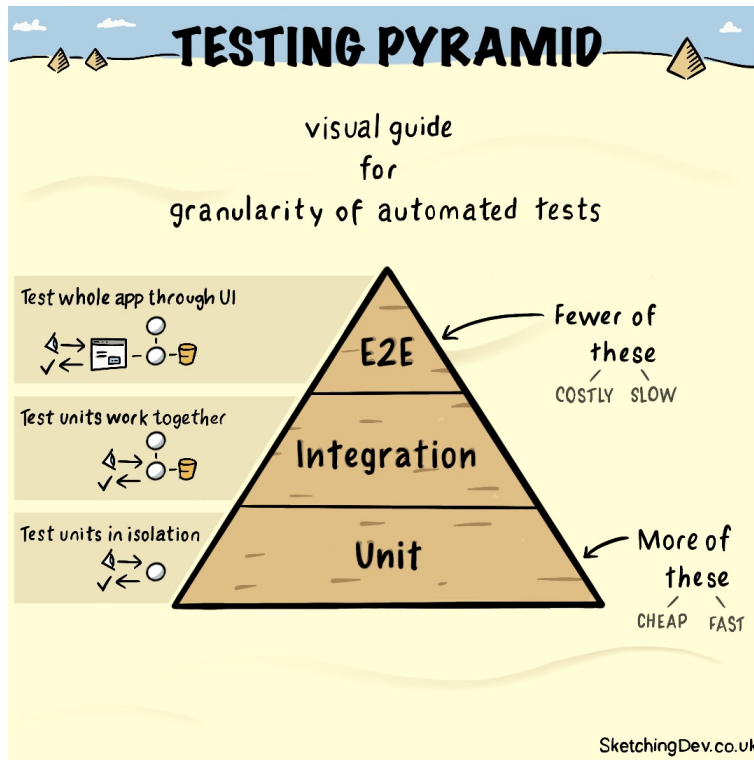 TESTING PYRAMID
visual guide
for
granularity of automated tests
Test whole app through UI
E2E
Fewer of
these
COSTLY SLOW
Test units work together
Integration
Test units in isolation
Unit
More of
these
CHEAP FAST
SketchingDev.co.uk